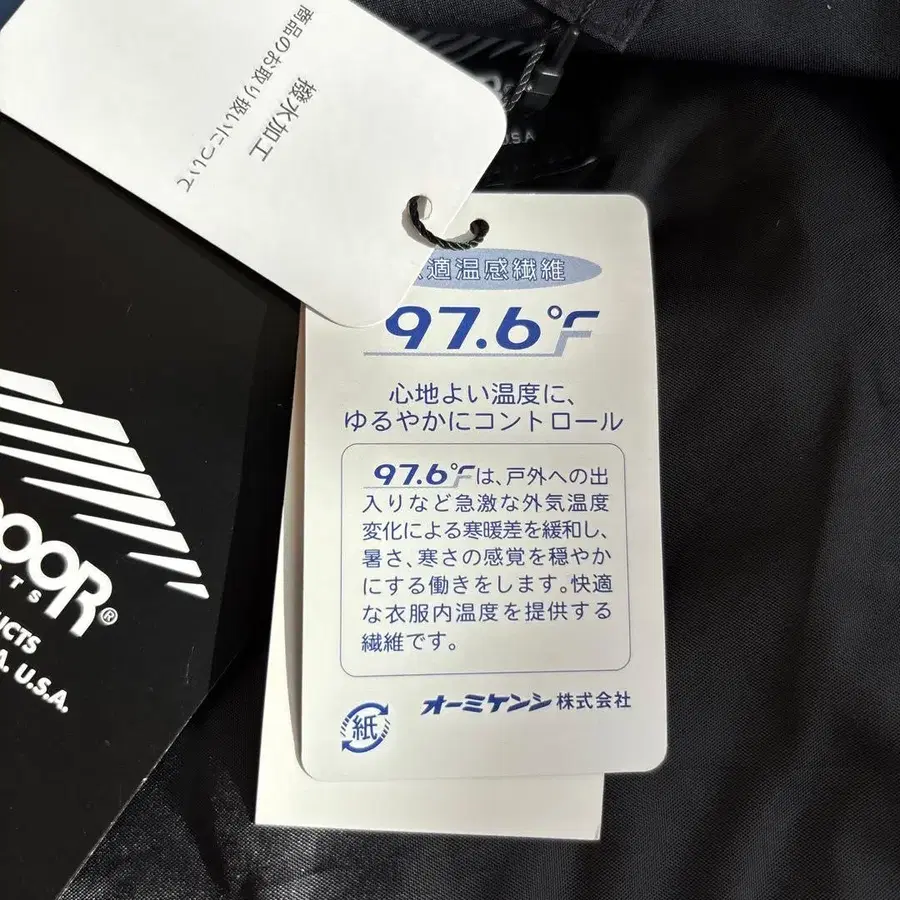 商品のお取り扱いについて
撥水加工
U.S.A
適温感繊維
97.6°F
心地よい温度に、
ゆるやかにコントロール
97.6°Fは、戸外への出
入りなど急激な外気温度
変化による寒暖差を緩和し、
暑さ、寒さの感覚を穏やか
にする働きをします。快適
な衣服内温度を提供する
繊維です。
紙
オーミケンシ株式会社
DOOR®
CTS
UCTS
A. U.S.A.